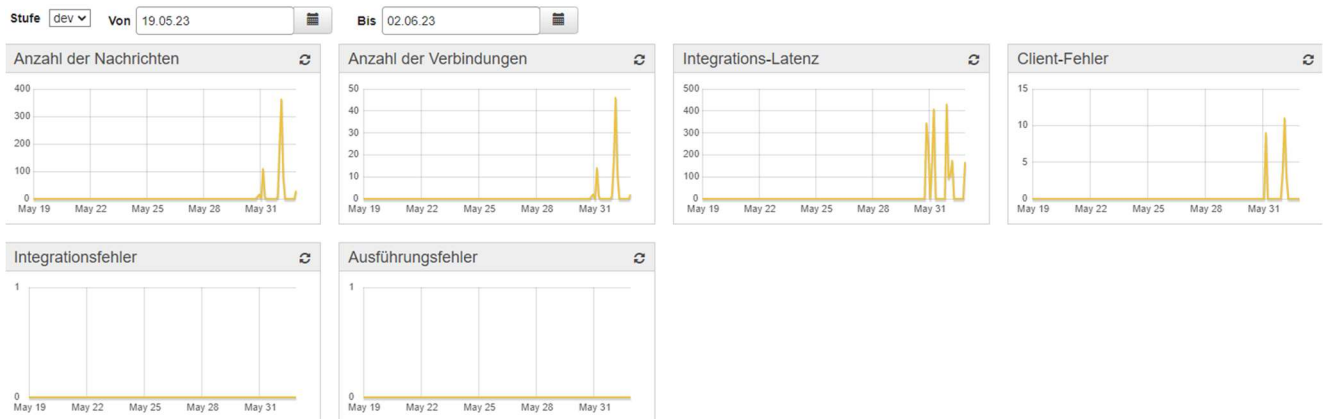 Stufe dev Von 19.05.23 Bis 02.06.23
Anzahl der Nachrichten
400
300
200
100
0
May 19 May 22 May 25 May 28 May 31
Anzahl der Verbindungen
50
40
30
20
10
0
May 19 May 22 May 25 May 28 May 31
Integrations-Latenz
500
400
300
200
100
0
May 19 May 22 May 25 May 28 May 31
Client-Fehler
15
10
5
0
May 19 May 22 May 25 May 28 May 31
Integrationsfehler
1
0
May 19 May 22 May 25 May 28 May 31
Ausführungsfehler
1
0
May 19 May 22 May 25 May 28 May 31